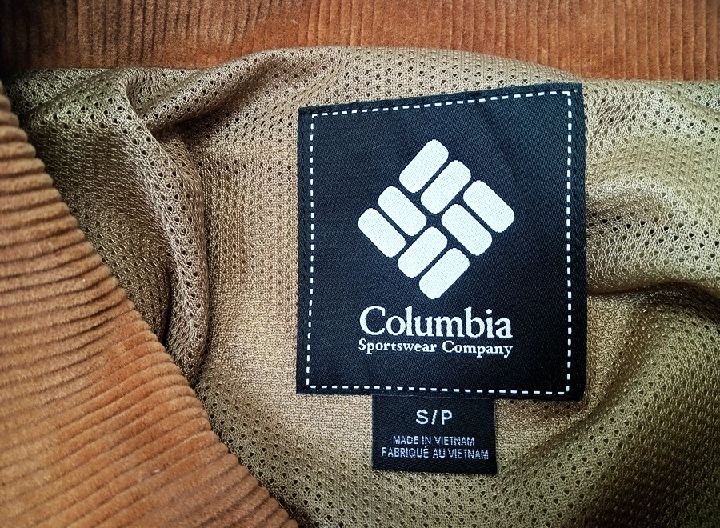 Columbia
Sportswear Company
S/P
MADE IN VIETNAM
FABRIQUÉ AU VIETNAM